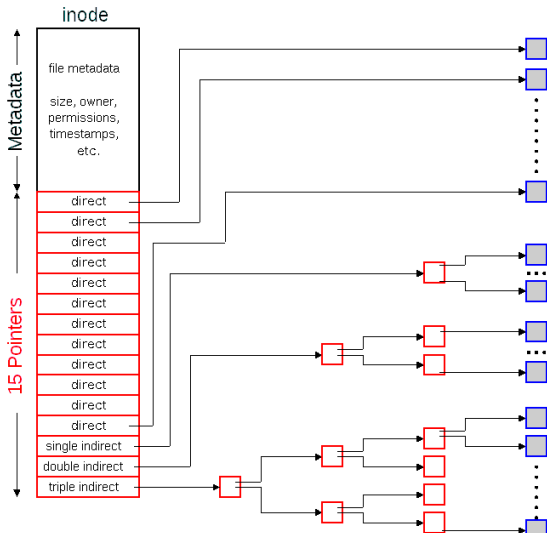 inode
Metadata
file metadata
size, owner,
permissions,
timestamps,
etc.
15 Pointers
direct
direct
direct
direct
direct
direct
direct
direct
direct
direct
direct
direct
single indirect
double indirect
triple indirect